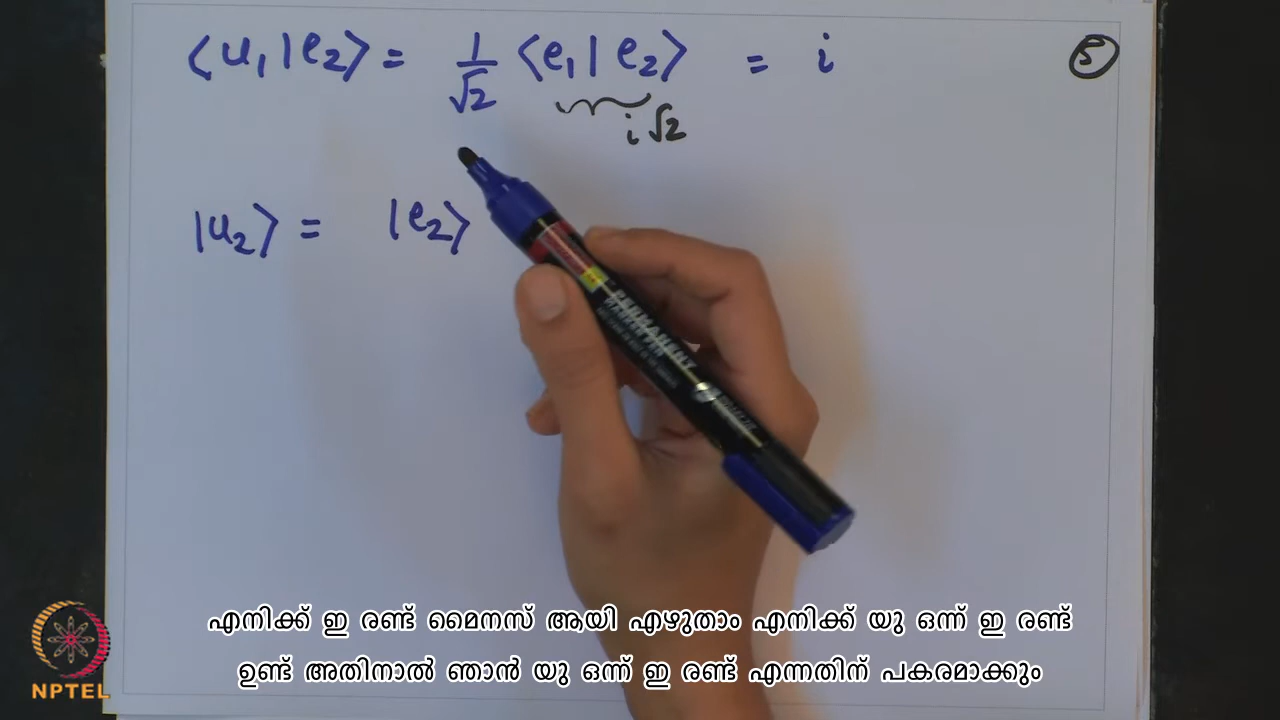 ⟨u₁|e₂⟩ = 1/√2 ⟨e₁|e₂⟩ = i
i√2
5
|u₂⟩ = |e₂⟩
PERMANENT
എനിക്ക് ഇ രണ്ട് മൈനസ് ആയി എഴുതാം എനിക്ക് യു ഒന്ന് ഇ രണ്ട്
ഉണ്ട് അതിനാൽ ഞാൻ യു ഒന്ന് ഇ രണ്ട് എന്നതിന് പകരമാക്കും
NPTEL